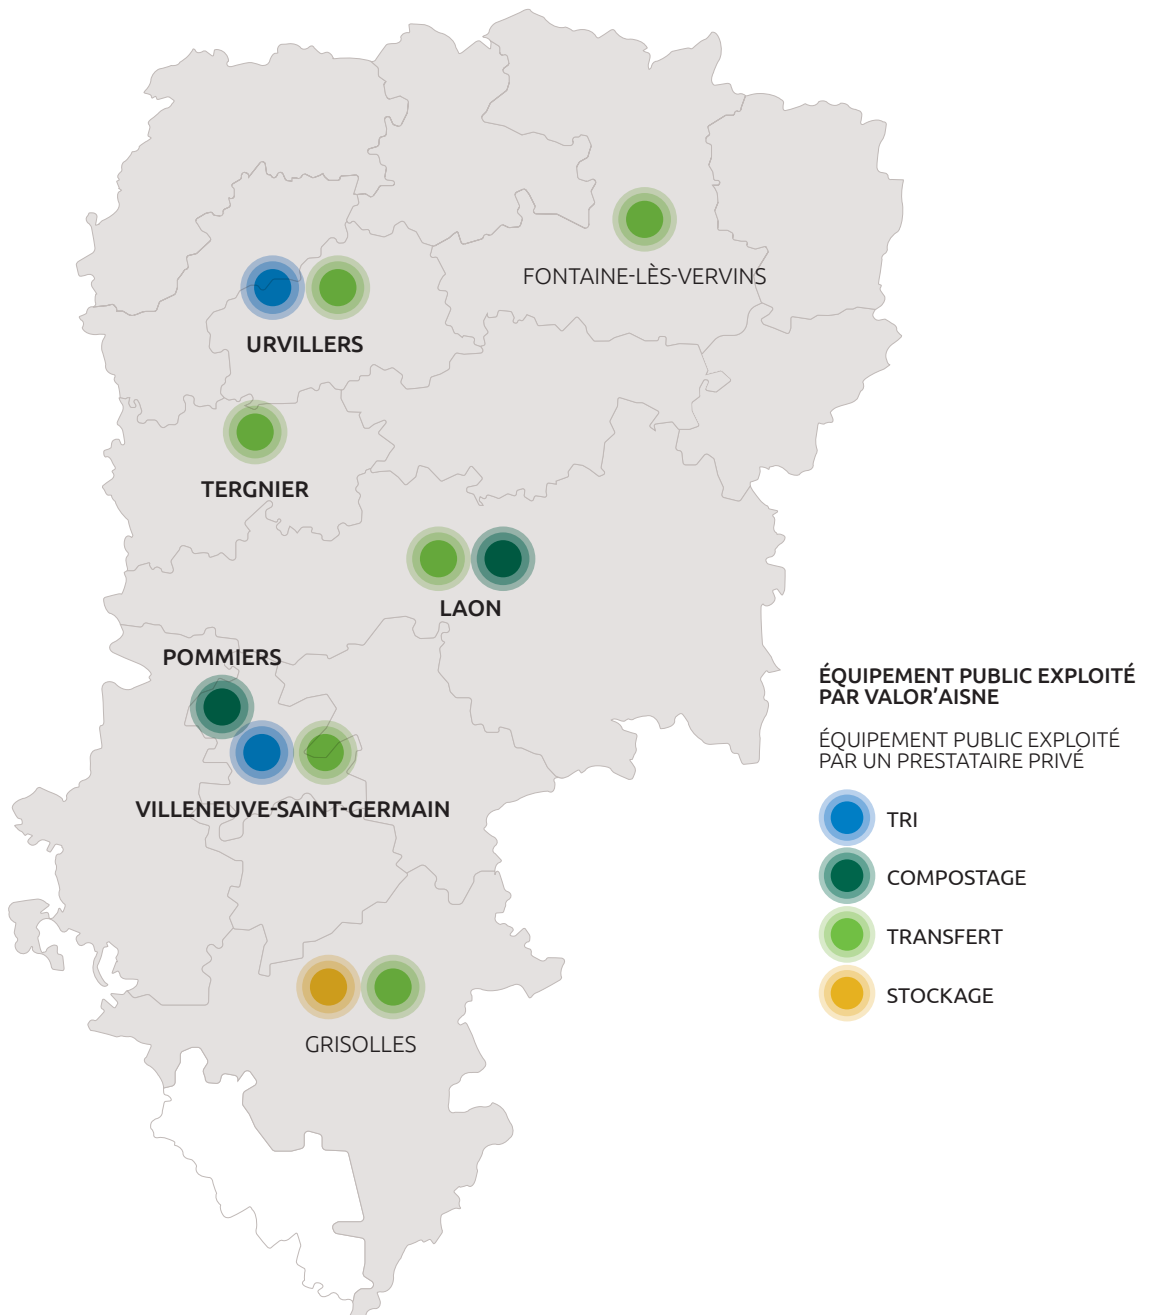 FONTAINE-LÈS-VERVINS
URVILLERS
TERGNIER
LAON
POMMIERS
VILLENEUVE-SAINT-GERMAIN
GRISOLLES
ÉQUIPEMENT PUBLIC EXPLOITÉ
PAR VALOR’AISNE
ÉQUIPEMENT PUBLIC EXPLOITÉ
PAR UN PRESTATAIRE PRIVÉ
TRI
COMPOSTAGE
TRANSFERT
STOCKAGE